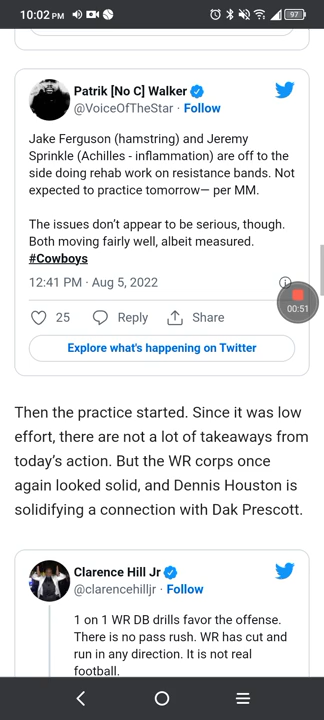 10:02 PM
97
Patrik [No C] Walker
@VoiceOfTheStar · Follow
Jake Ferguson (hamstring) and Jeremy
Sprinkle (Achilles - inflammation) are off to the
side doing rehab work on resistance bands. Not
expected to practice tomorrow— per MM.
The issues don’t appear to be serious, though.
Both moving fairly well, albeit measured.
#Cowboys
12:41 PM · Aug 5, 2022
00:51
25 Reply Share
Explore what's happening on Twitter
Then the practice started. Since it was low
effort, there are not a lot of takeaways from
today’s action. But the WR corps once
again looked solid, and Dennis Houston is
solidifying a connection with Dak Prescott.
Clarence Hill Jr
@clarencehilljr · Follow
1 on 1 WR DB drills favor the offense.
There is no pass rush. WR has cut and
run in any direction. It is not real
football.